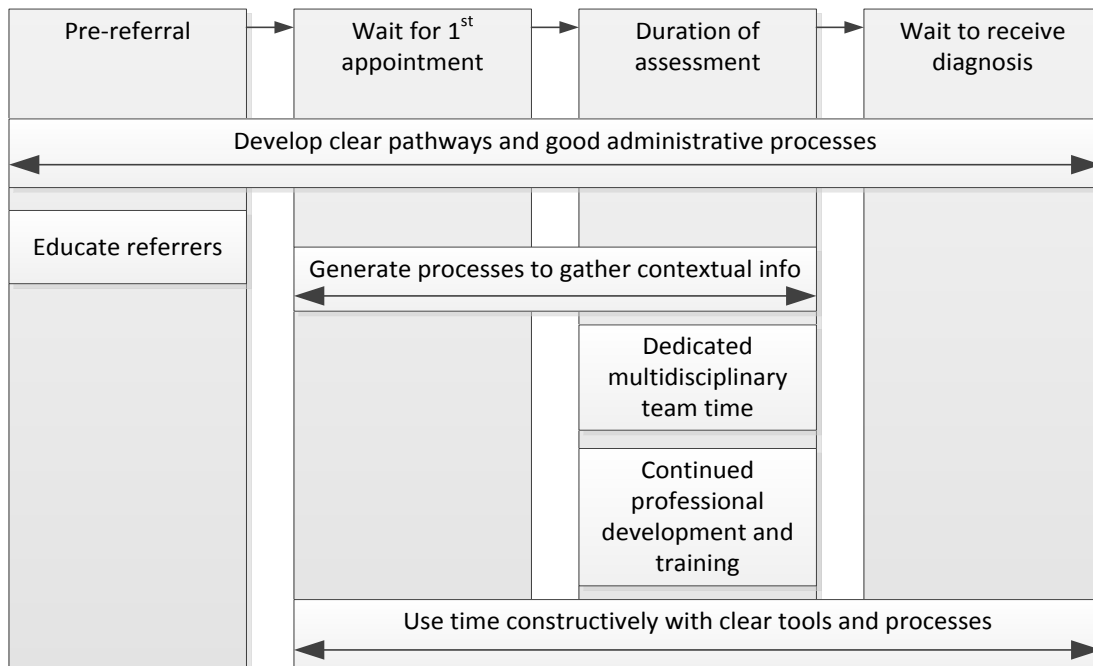 Pre-referral
Wait for 1st
appointment
Duration of
assessment
Wait to receive
diagnosis
Develop clear pathways and good administrative processes
Educate referrers
Generate processes to gather contextual info
Dedicated
multidisciplinary
team time
Continued
professional
development and
training
Use time constructively with clear tools and processes